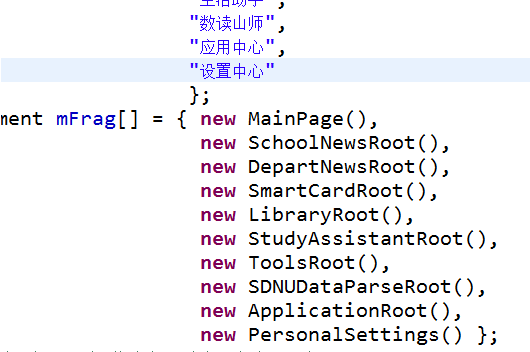 "数读山师",
"应用中心",
"设置中心"
};
ment mFrag[] = { new MainPage(),
new SchoolNewsRoot(),
new DepartNewsRoot(),
new SmartCardRoot(),
new LibraryRoot(),
new StudyAssistantRoot(),
new ToolsRoot(),
new SDNUDataParseRoot(),
new ApplicationRoot(),
new PersonalSettings() };